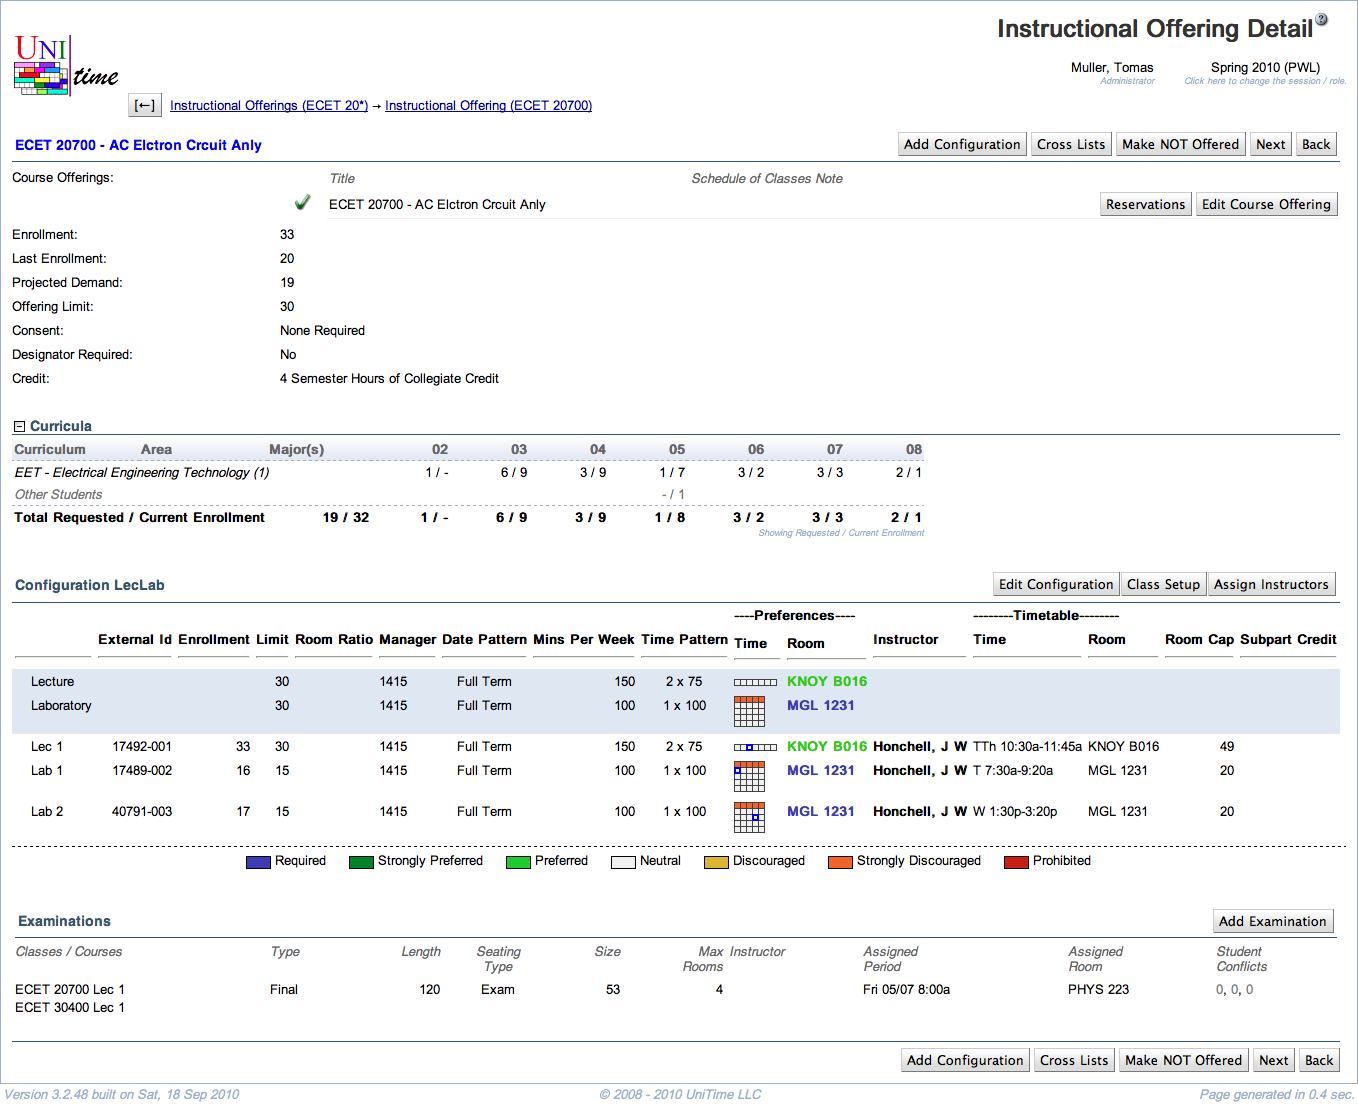 Instructional Offering Detail?
UNI
time
Muller, Tomas Spring 2010 (PWL)
Administrator Click here to change the session / role.
[←] Instructional Offerings (ECET 20*) → Instructional Offering (ECET 20700)
ECET 20700 - AC Elctron Crcuit Anly Add Configuration Cross Lists Make NOT Offered Next Back
Course Offerings: Title Schedule of Classes Note
ECET 20700 - AC Elctron Crcuit Anly Reservations Edit Course Offering
Enrollment: 33
Last Enrollment: 20
Projected Demand: 19
Offering Limit: 30
Consent: None Required
Designator Required: No
Credit: 4 Semester Hours of Collegiate Credit
Curricula
Curriculum Area Major(s) 02 03 04 05 06 07 08
EET - Electrical Engineering Technology (1) 1 / - 6 / 9 3 / 9 1 / 7 3 / 2 3 / 3 2 / 1
Other Students - / 1
Total Requested / Current Enrollment 19 / 32 1 / - 6 / 9 3 / 9 1 / 8 3 / 2 3 / 3 2 / 1
Showing Requested / Current Enrollment
Configuration LecLab Edit Configuration Class Setup Assign Instructors
----Preferences---- --------Timetable--------
External Id Enrollment Limit Room Ratio Manager Date Pattern Mins Per Week Time Pattern Time Room Instructor Time Room Room Cap Subpart Credit
Lecture 30 1415 Full Term 150 2 x 75 KNOY B016
Laboratory 30 1415 Full Term 100 1 x 100 MGL 1231
Lec 1 17492-001 33 30 1415 Full Term 150 2 x 75 KNOY B016 Honchell, J W TTh 10:30a-11:45a KNOY B016 49
Lab 1 17489-002 16 15 1415 Full Term 100 1 x 100 MGL 1231 Honchell, J W T 7:30a-9:20a MGL 1231 20
Lab 2 40791-003 17 15 1415 Full Term 100 1 x 100 MGL 1231 Honchell, J W W 1:30p-3:20p MGL 1231 20
Required Strongly Preferred Preferred Neutral Discouraged Strongly Discouraged Prohibited
Examinations Add Examination
Classes / Courses Type Length Seating Size Max Instructor Assigned Assigned Student
Type Rooms Period Room Conflicts
ECET 20700 Lec 1 Final 120 Exam 53 4 Fri 05/07 8:00a PHYS 223 0, 0, 0
ECET 30400 Lec 1
Add Configuration Cross Lists Make NOT Offered Next Back
Version 3.2.48 built on Sat, 18 Sep 2010 © 2008 - 2010 UniTime LLC Page generated in 0.4 sec.